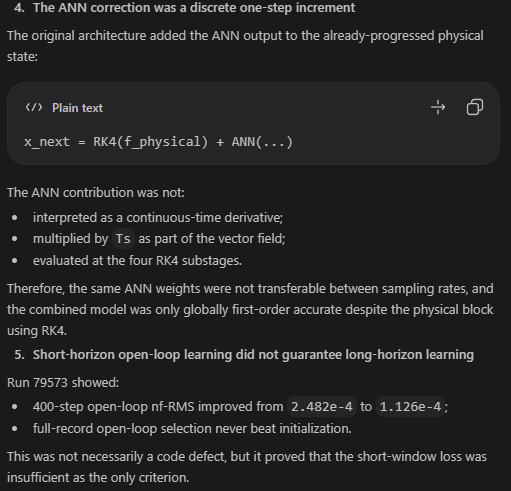 4. The ANN correction was a discrete one-step increment
The original architecture added the ANN output to the already-progressed physical
state:
</> Plain text
x_next = RK4(f_physical) + ANN(...)
The ANN contribution was not:
• interpreted as a continuous-time derivative;
• multiplied by Ts as part of the vector field;
• evaluated at the four RK4 substages.
Therefore, the same ANN weights were not transferable between sampling rates, and
the combined model was only globally first-order accurate despite the physical block
using RK4.
5. Short-horizon open-loop learning did not guarantee long-horizon learning
Run 79573 showed:
• 400-step open-loop nf-RMS improved from 2.482e-4 to 1.126e-4;
• full-record open-loop selection never beat initialization.
This was not necessarily a code defect, but it proved that the short-window loss was
insufficient as the only criterion.